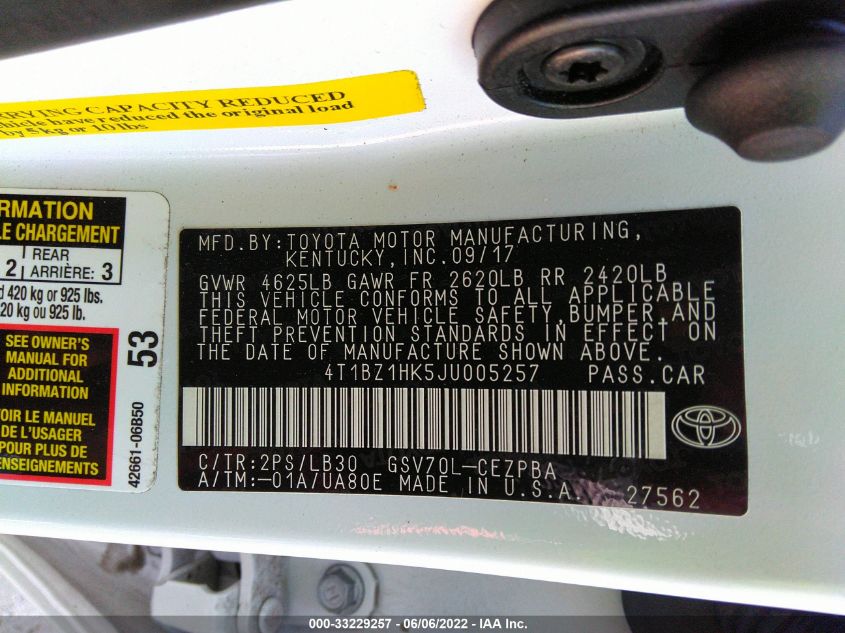 RRYING CAPACITY REDUCED
have reduced the original load
by 5 kg or 10 lbs
RMATION
LE CHARGEMENT
2
REAR
ARRIÈRE: 3
d 420 kg or 925 lbs.
20 kg ou 925 lb.
SEE OWNER'S
MANUAL FOR
ADDITIONAL
INFORMATION
OIR LE MANUEL
DE L'USAGER
POUR PLUS DE
ENSEIGNEMENTS
53
42661-06B50
MFD.BY:TOYOTA MOTOR MANUFACTURING,
KENTUCKY,INC.09/17
GVWR 4625LB GAWR FR 2620LB RR 2420LB
THIS VEHICLE CONFORMS TO ALL APPLICABLE
FEDERAL MOTOR VEHICLE SAFETY,BUMPER,AND
THEFT PREVENTION STANDARDS IN EFFECT ON
THE DATE OF MANUFACTURE SHOWN ABOVE.
4T1BZ1HK5JU005257 PASS.CAR
C/TR:2PS/LB30 GSV70L-CEZPBA
A/TM:-01A/UA80E MADE IN U.S.A. 27562
000-33229257 - 06/06/2022 - IAA Inc.